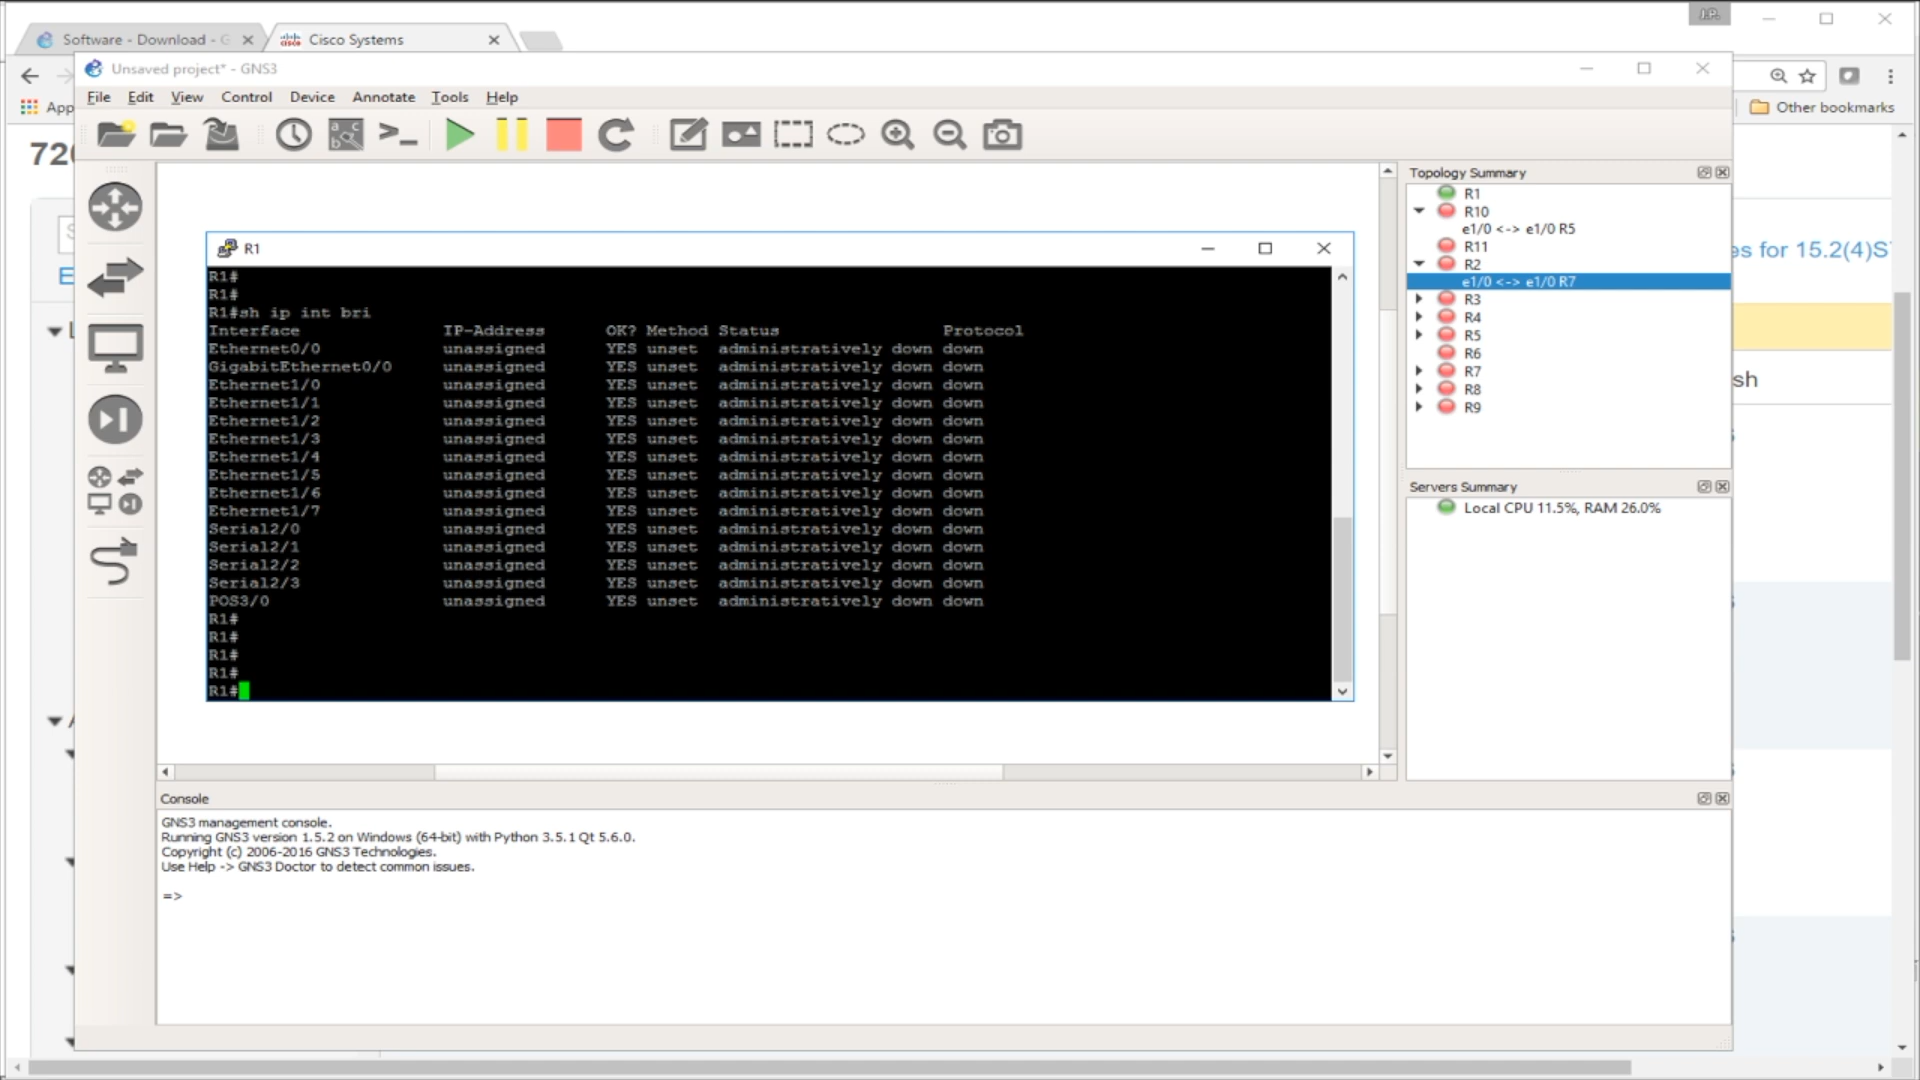 J.P.
Software - Download - G
Cisco Systems
Unsaved project* - GNS3
File Edit View Control Device Annotate Tools Help
App
Other bookmarks
720
R1
R1#
R1#
R1#sh ip int bri
Interface IP-Address OK? Method Status Protocol
Ethernet0/0 unassigned YES unset administratively down down
GigabitEthernet0/0 unassigned YES unset administratively down down
Ethernet1/0 unassigned YES unset administratively down down
Ethernet1/1 unassigned YES unset administratively down down
Ethernet1/2 unassigned YES unset administratively down down
Ethernet1/3 unassigned YES unset administratively down down
Ethernet1/4 unassigned YES unset administratively down down
Ethernet1/5 unassigned YES unset administratively down down
Ethernet1/6 unassigned YES unset administratively down down
Ethernet1/7 unassigned YES unset administratively down down
Serial2/0 unassigned YES unset administratively down down
Serial2/1 unassigned YES unset administratively down down
Serial2/2 unassigned YES unset administratively down down
Serial2/3 unassigned YES unset administratively down down
POS3/0 unassigned YES unset administratively down down
R1#
R1#
R1#
R1#
R1#
Topology Summary
R1
R10
e1/0 <-> e1/0 R5
R11
R2
e1/0 <-> e1/0 R7
R3
R4
R5
R6
R7
R8
R9
Servers Summary
Local CPU 11.5%, RAM 26.0%
es for 15.2(4)S
sh
Console
GNS3 management console.
Running GNS3 version 1.5.2 on Windows (64-bit) with Python 3.5.1 Qt 5.6.0.
Copyright (c) 2006-2016 GNS3 Technologies.
Use Help -> GNS3 Doctor to detect common issues.
=>